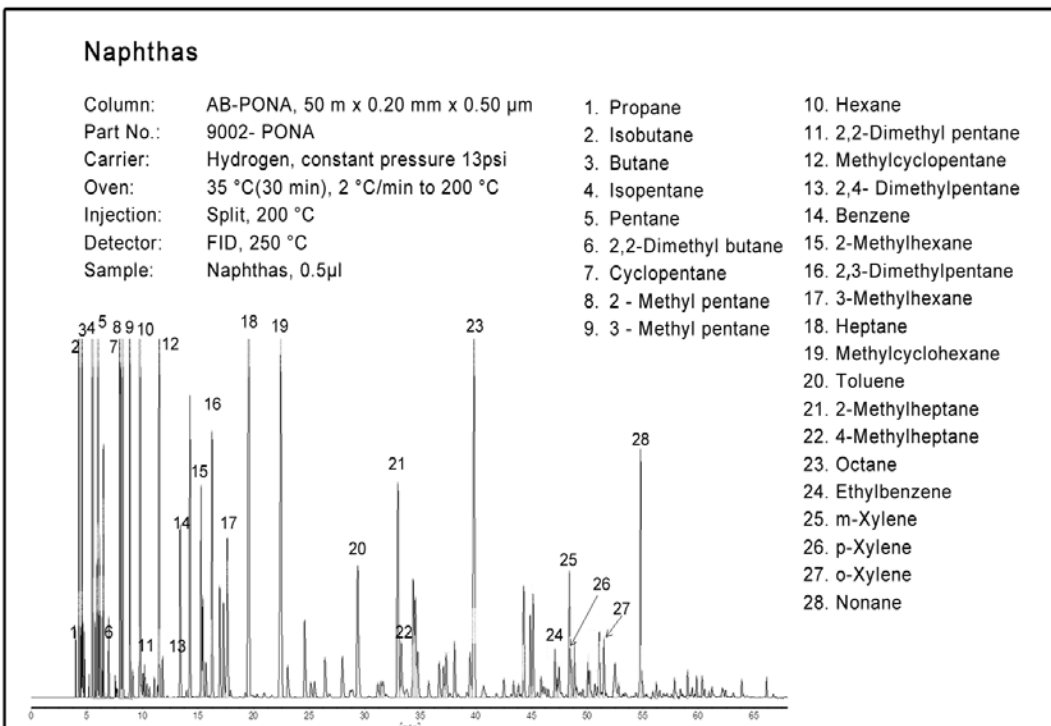 Naphthas
Column: AB-PONA, 50 m x 0.20 mm x 0.50 µm
Part No.: 9002- PONA
Carrier: Hydrogen, constant pressure 13psi
Oven: 35 °C(30 min), 2 °C/min to 200 °C
Injection: Split, 200 °C
Detector: FID, 250 °C
Sample: Naphthas, 0.5µl
1. Propane
2. Isobutane
3. Butane
4. Isopentane
5. Pentane
6. 2,2-Dimethyl butane
7. Cyclopentane
8. 2 - Methyl pentane
9. 3 - Methyl pentane
10. Hexane
11. 2,2-Dimethyl pentane
12. Methylcyclopentane
13. 2,4- Dimethylpentane
14. Benzene
15. 2-Methylhexane
16. 2,3-Dimethylpentane
17. 3-Methylhexane
18. Heptane
19. Methylcyclohexane
20. Toluene
21. 2-Methylheptane
22. 4-Methylheptane
23. Octane
24. Ethylbenzene
25. m-Xylene
26. p-Xylene
27. o-Xylene
28. Nonane
34 5 8 9 10 18 19 23
2 7 12
16
28
21
15
14 17
20
25
26
27
1 6 11 13 22 24
0 5 10 15 20 25 30 35 40 45 50 55 60 65